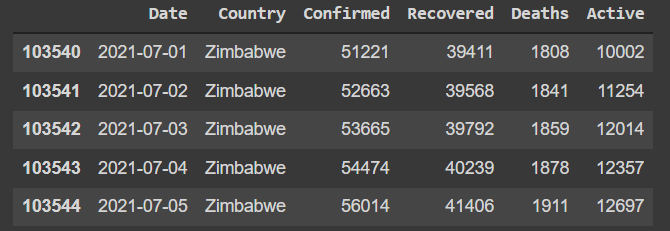 Date Country Confirmed Recovered Deaths Active
103540 2021-07-01 Zimbabwe 51221 39411 1808 10002
103541 2021-07-02 Zimbabwe 52663 39568 1841 11254
103542 2021-07-03 Zimbabwe 53665 39792 1859 12014
103543 2021-07-04 Zimbabwe 54474 40239 1878 12357
103544 2021-07-05 Zimbabwe 56014 41406 1911 12697